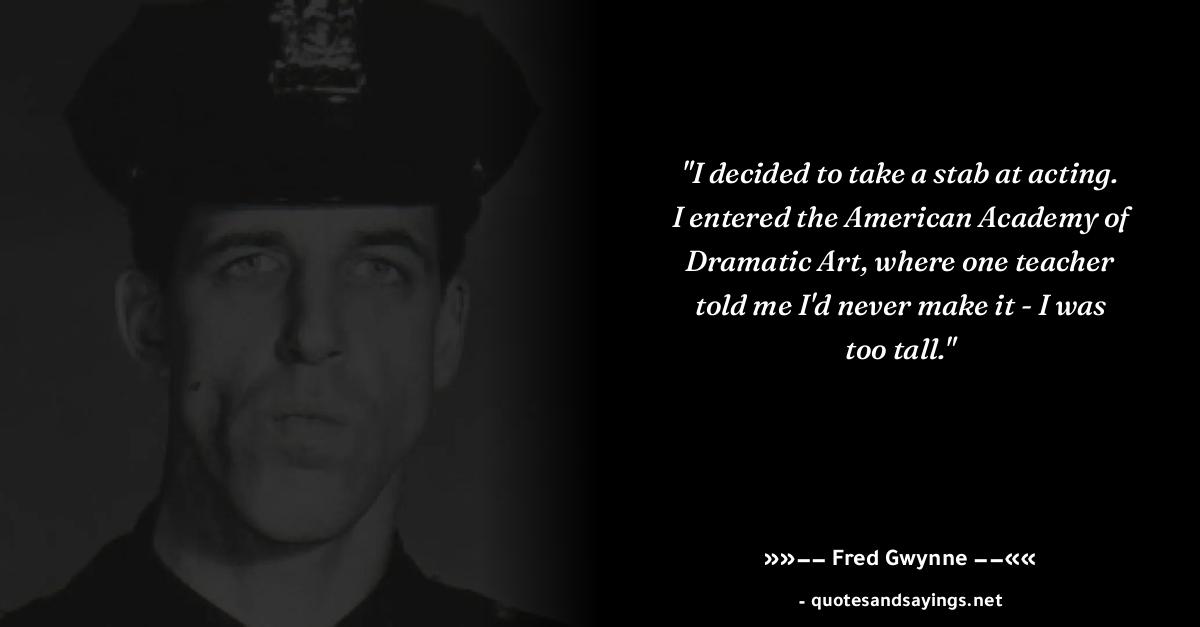 "I decided to take a stab at acting.
I entered the American Academy of
Dramatic Art, where one teacher
told me I'd never make it - I was
too tall."
»»–– Fred Gwynne ––««
- quotesandsayings.net